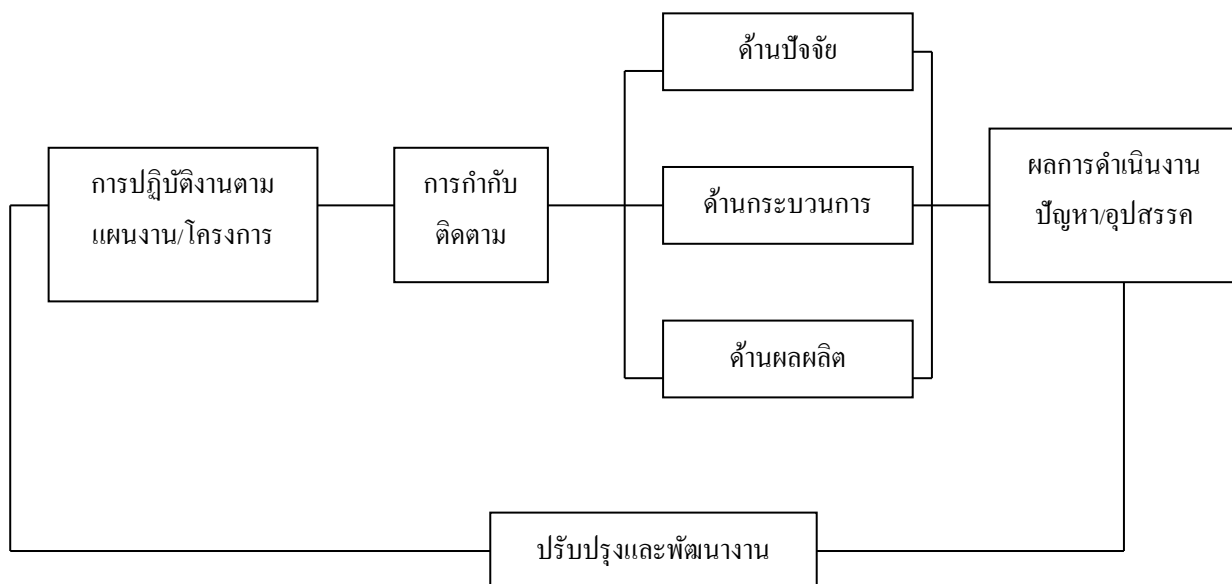 ด้านปัจจัย
การปฏิบัติงานตาม
แผนงาน/โครงการ
การกำกับ
ติดตาม
ด้านกระบวนการ
ผลการดำเนินงาน
ปัญหา/อุปสรรค
ด้านผลผลิต
ปรับปรุงและพัฒนางาน